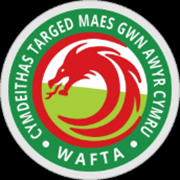 CYMDEITHAS TARGED MAES GWN AWYR CYMRU
• WAFTA •